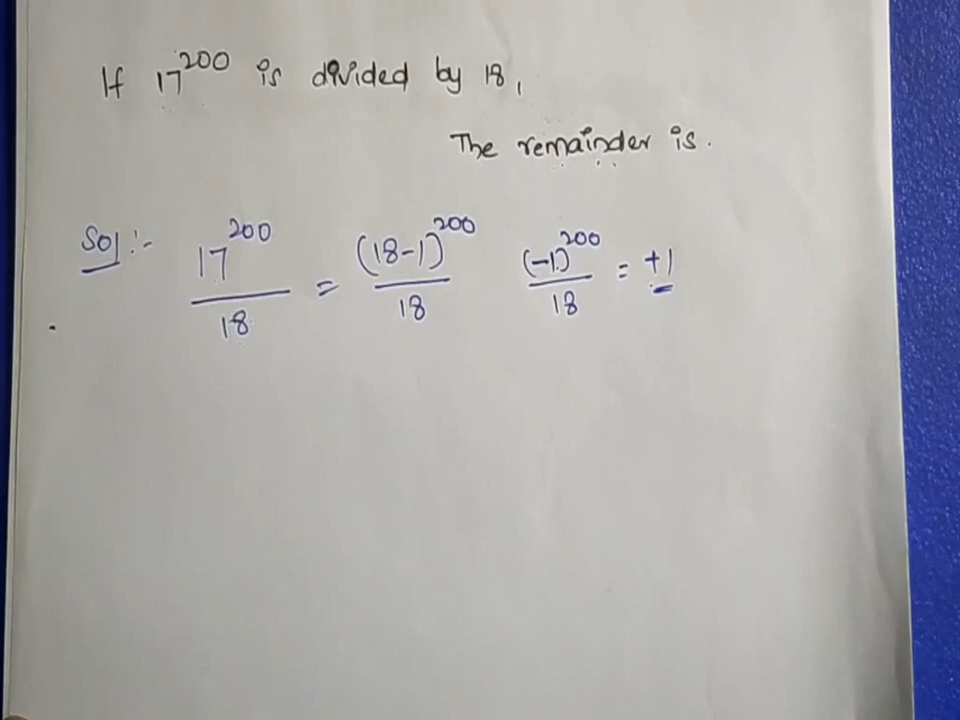 If 17^200 is divided by 18,
The remainder is.
Sol:- 17^200/18 = (18-1)^200/18 (-1)^200/18 = +1